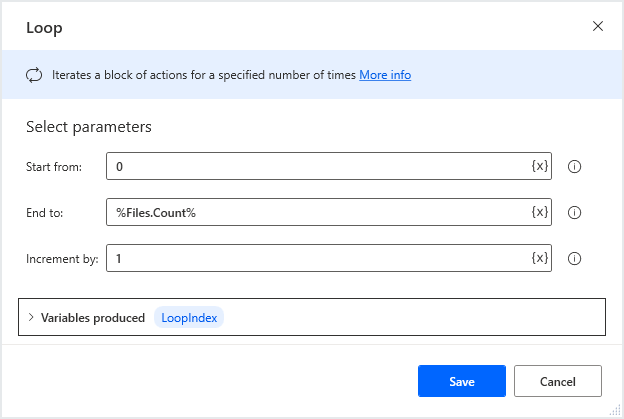 Loop
Iterates a block of actions for a specified number of times More info
Select parameters
Start from: 0 {x}
End to: %Files.Count% {x}
Increment by: 1 {x}
Variables produced LoopIndex
Save Cancel